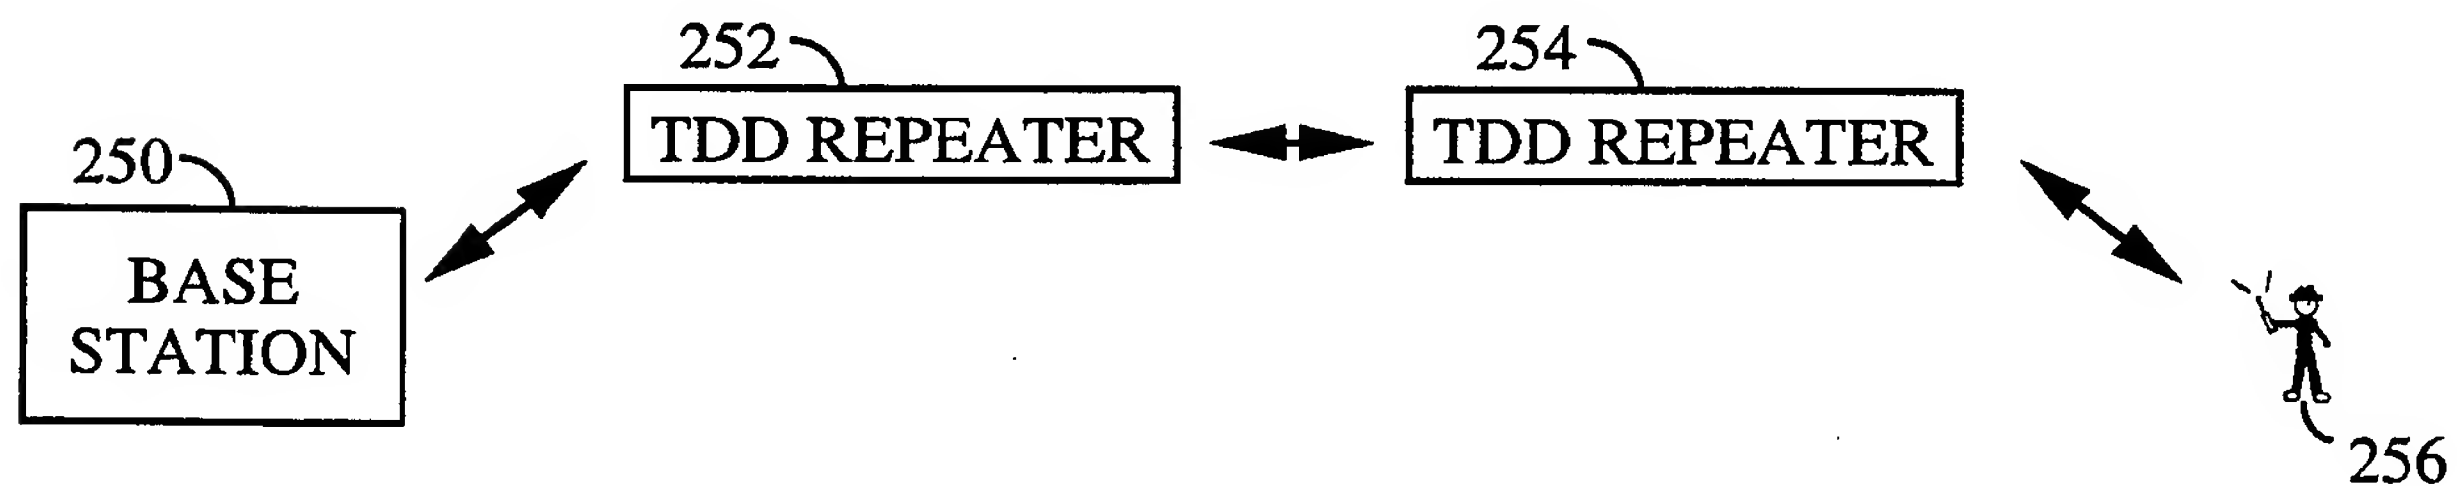 252
254
TDD REPEATER
TDD REPEATER
250
BASE
STATION
256